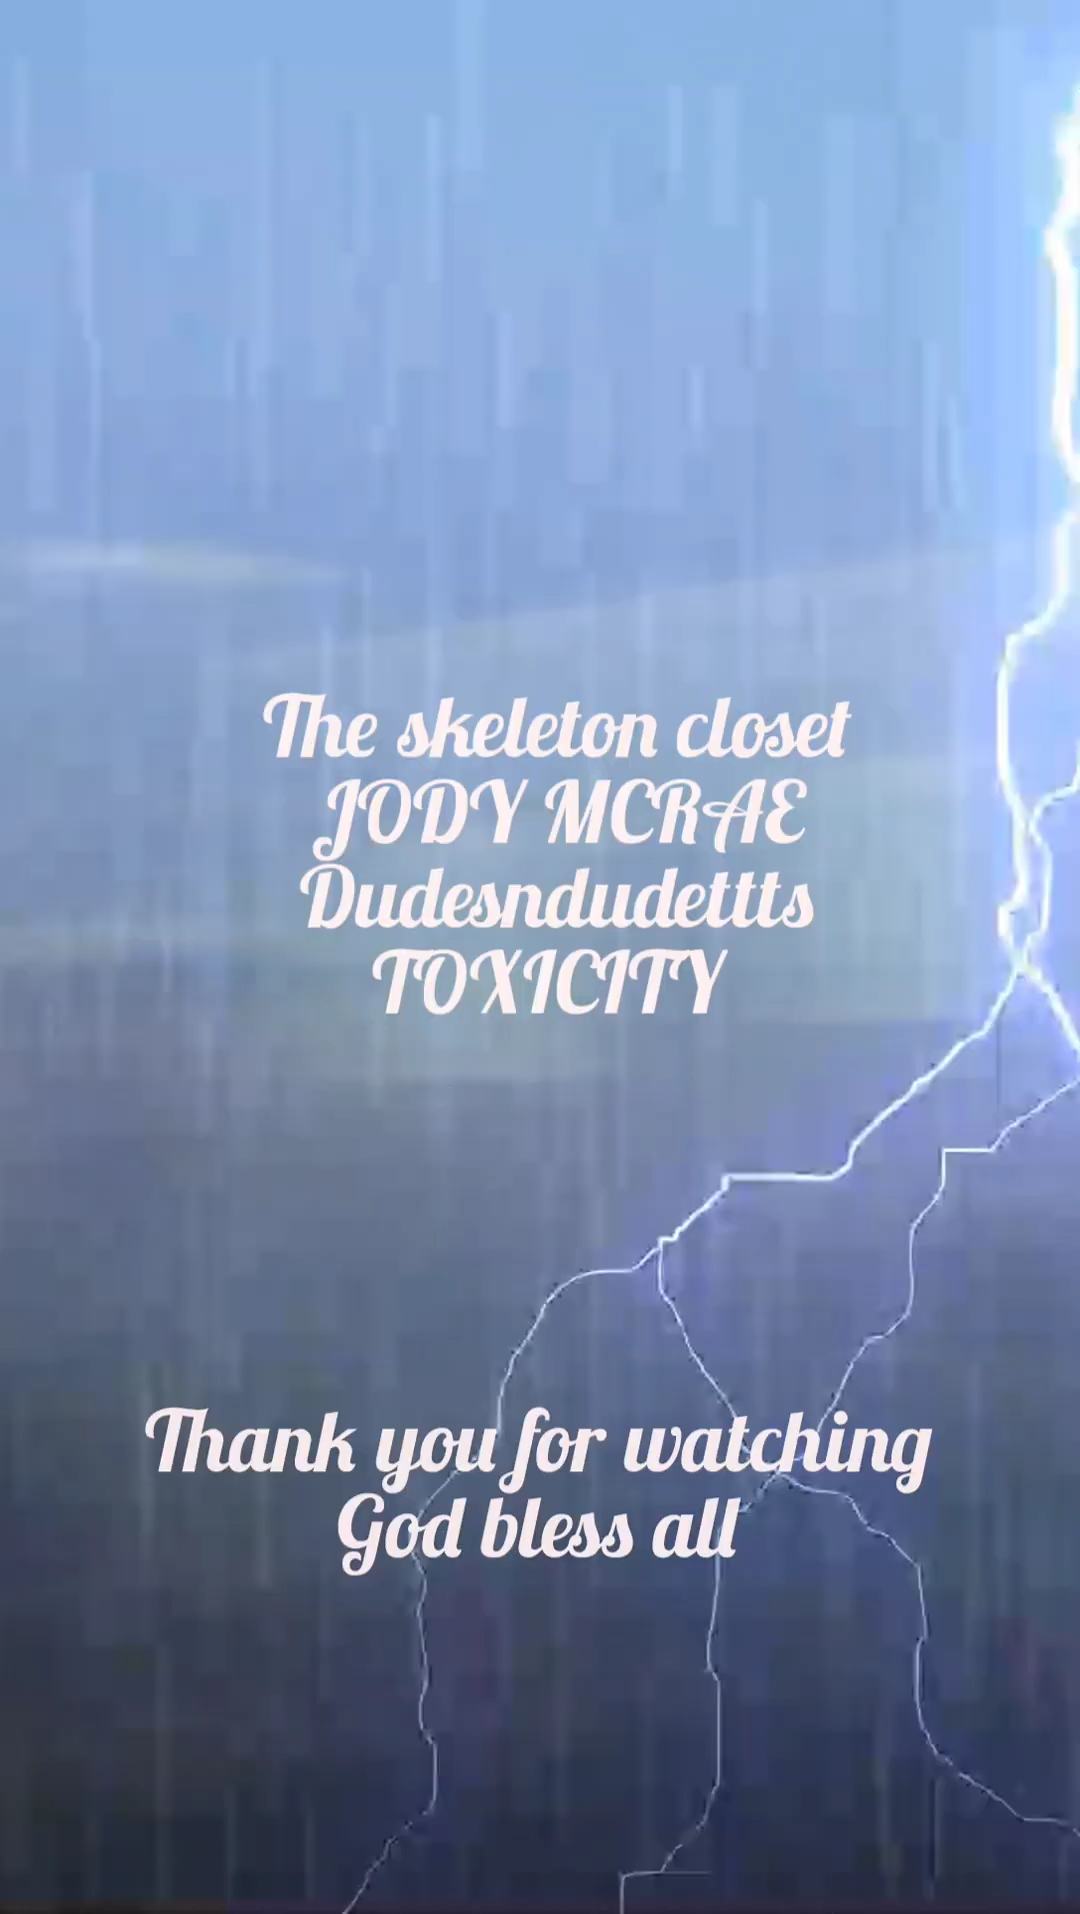 The skeleton closet
JODY MCRAE
Dudesndudettts
TOXICITY
Thank you for watching
God bless all